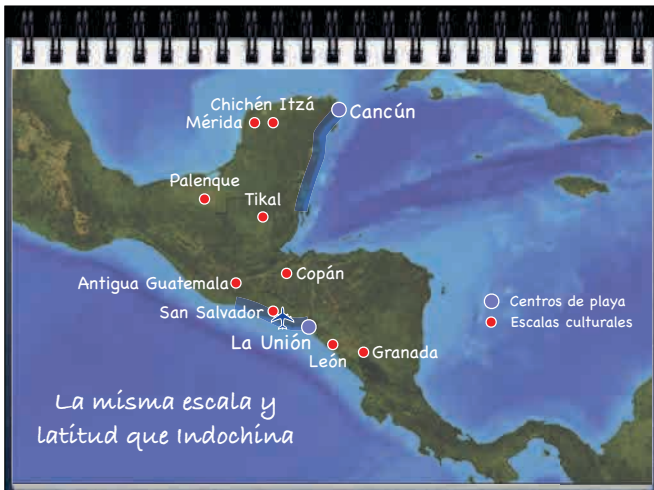 Chichén Itzá
Mérida
Cancún
Palenque
Tikal
Copán
Antigua Guatemala
San Salvador
La Unión
León
Granada
Centros de playa
Escalas culturales
La misma escala y
latitud que Indochina